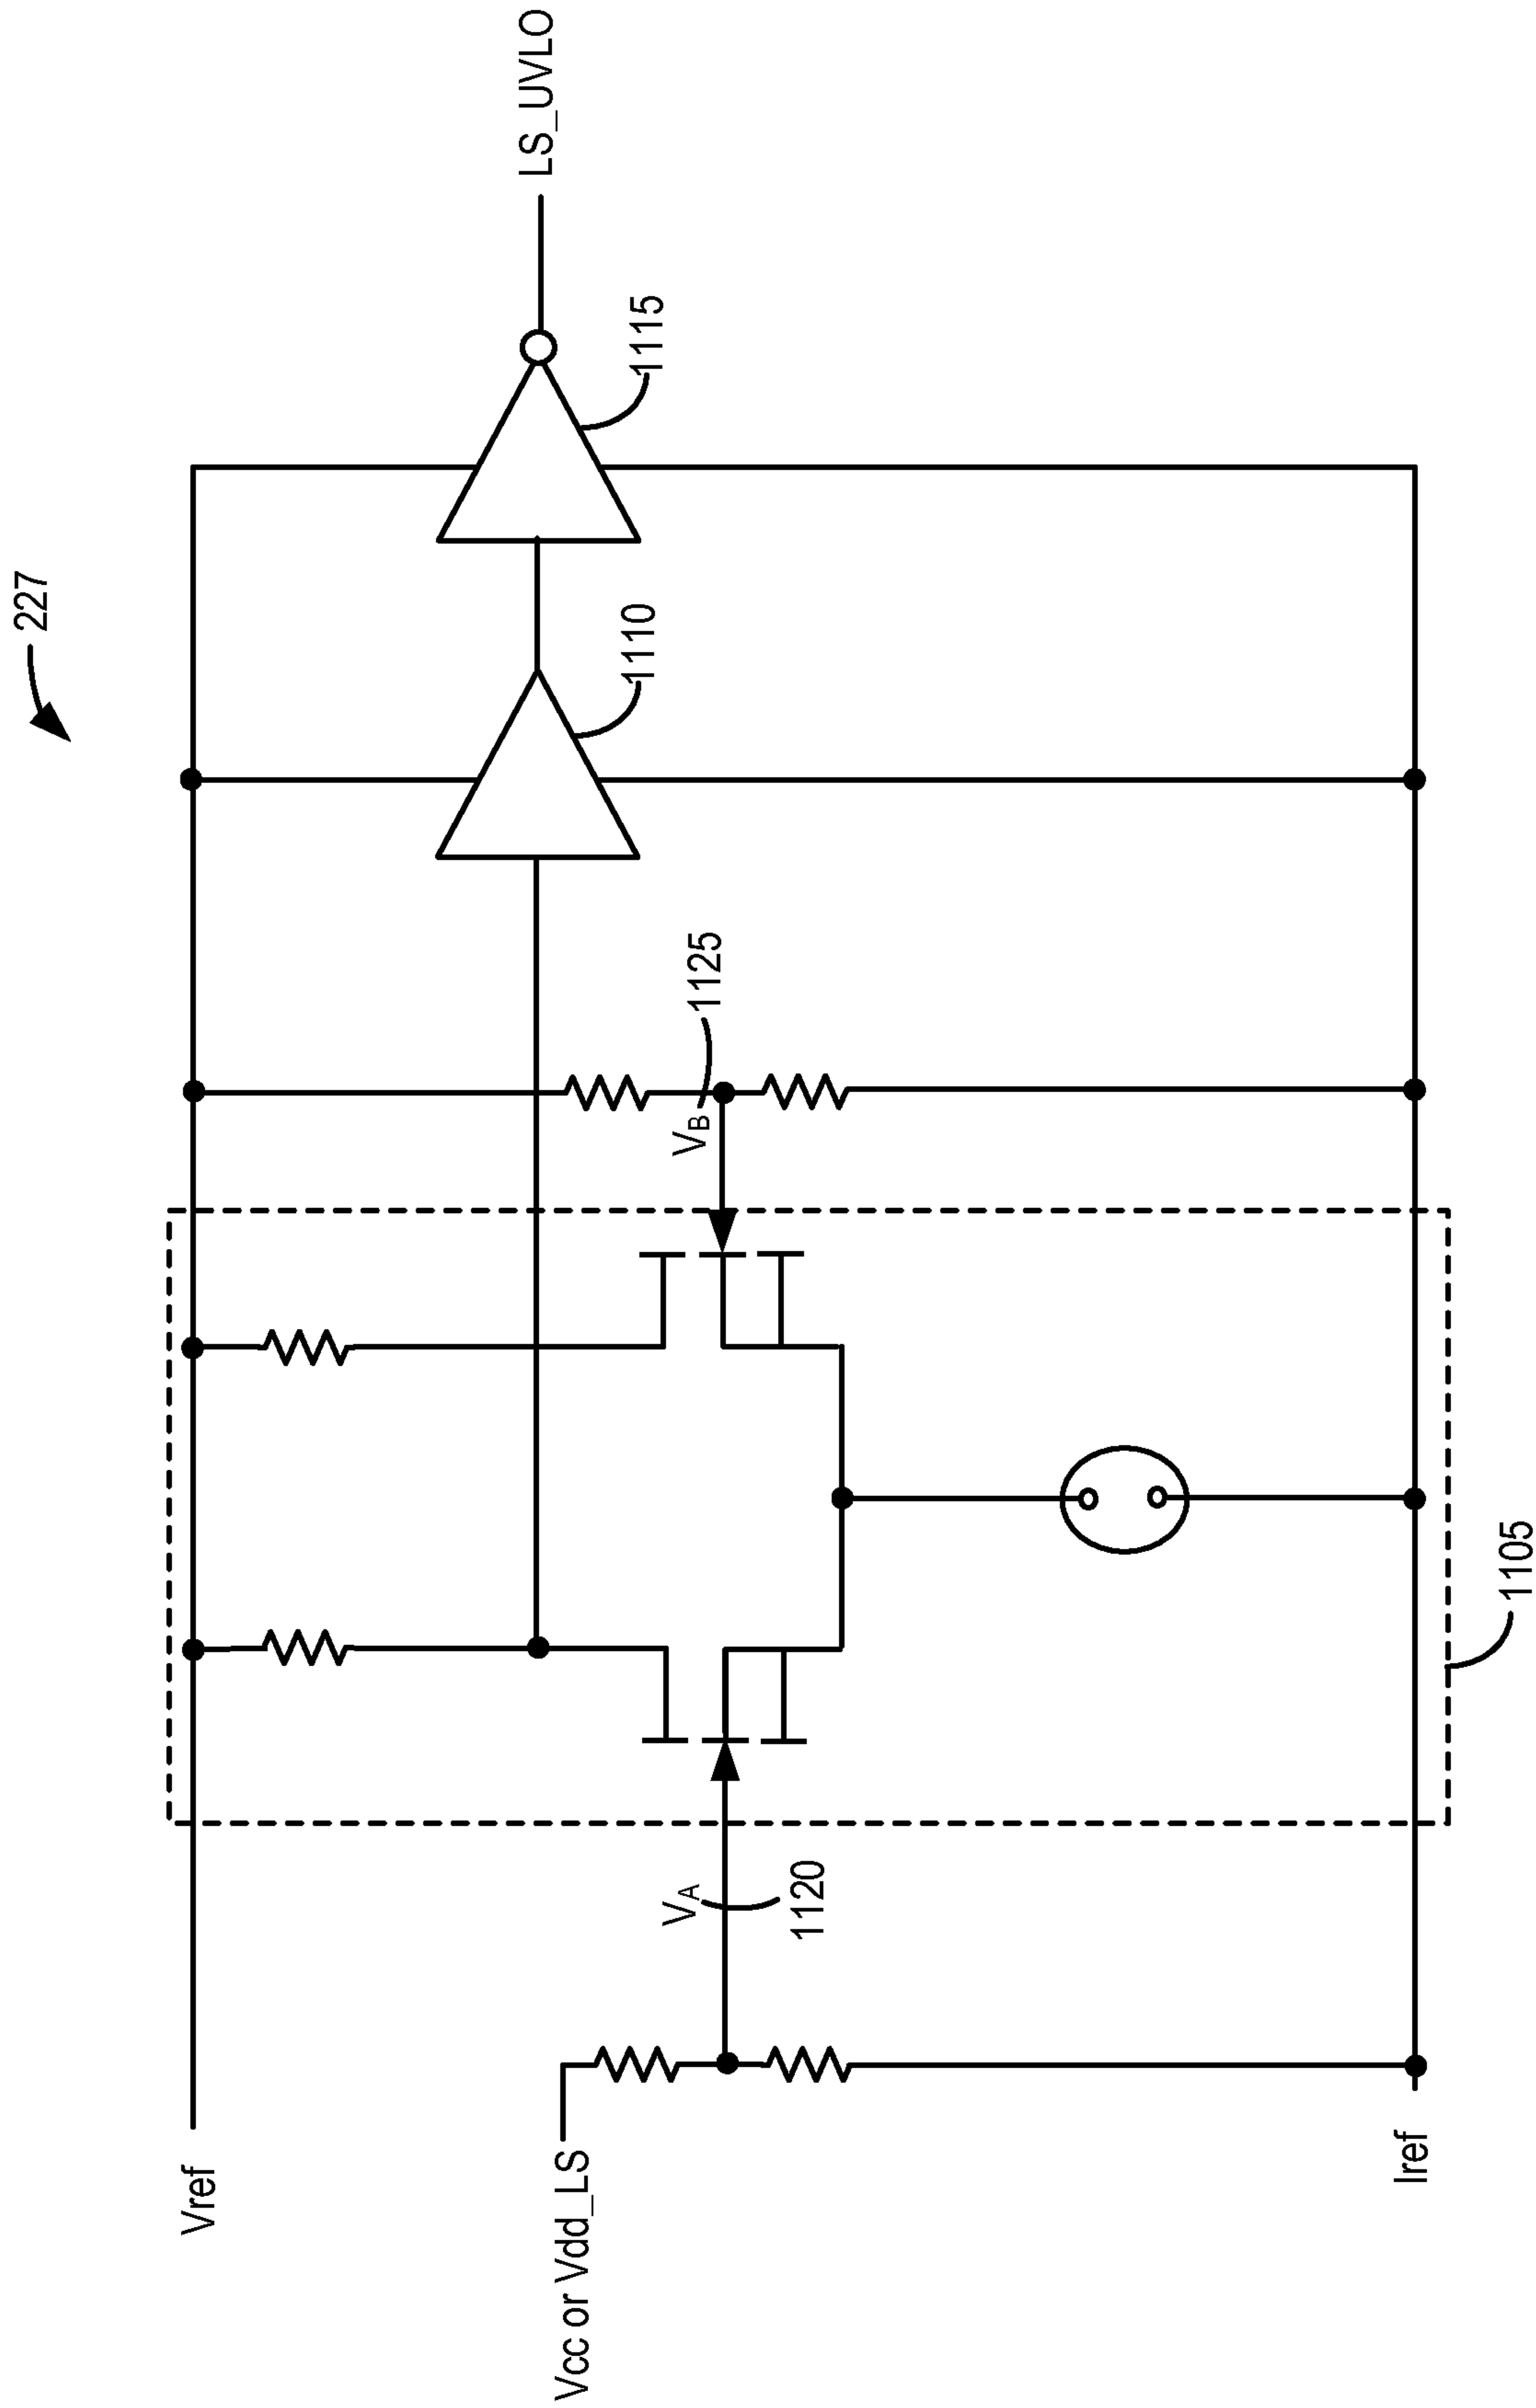 227
Vref
Vcc or Vdd_LS
Iref
VA
1120
1105
VB
1125
1110
1115
LS_UVLO